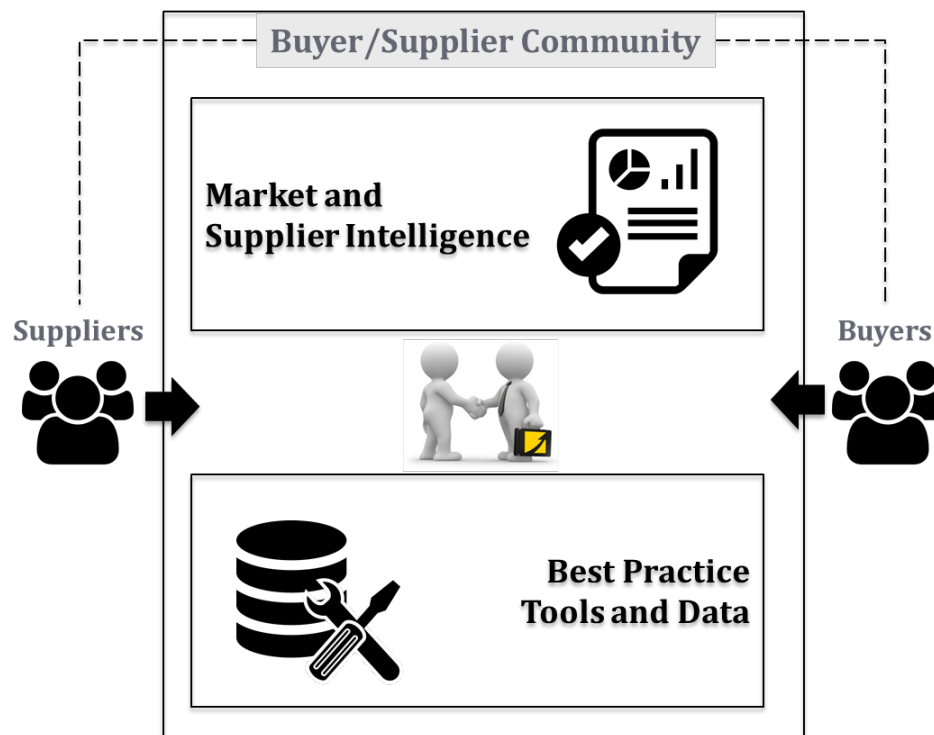 Buyer/Supplier Community
Market and
Supplier Intelligence
Suppliers
Buyers
Best Practice
Tools and Data